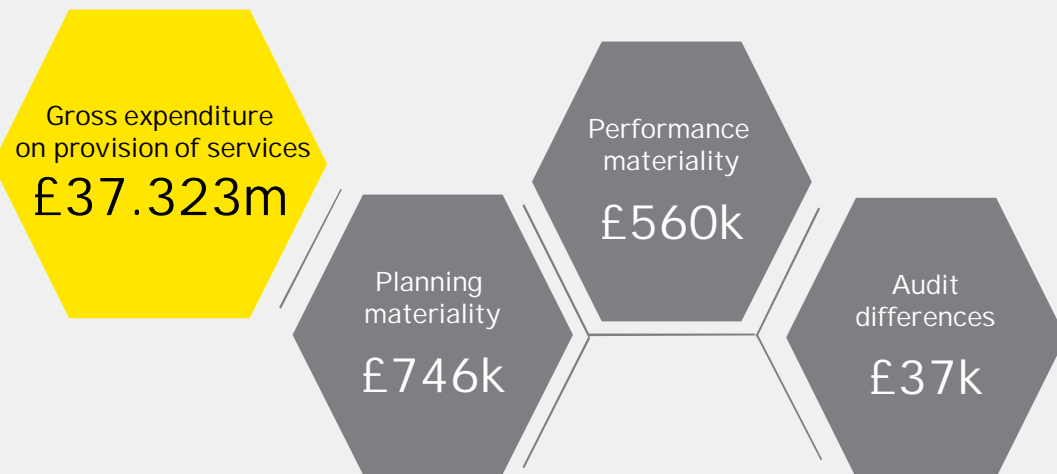 Gross expenditure
on provision of services
£37.323m
Planning
materiality
£746k
Performance
materiality
£560k
Audit
differences
£37k